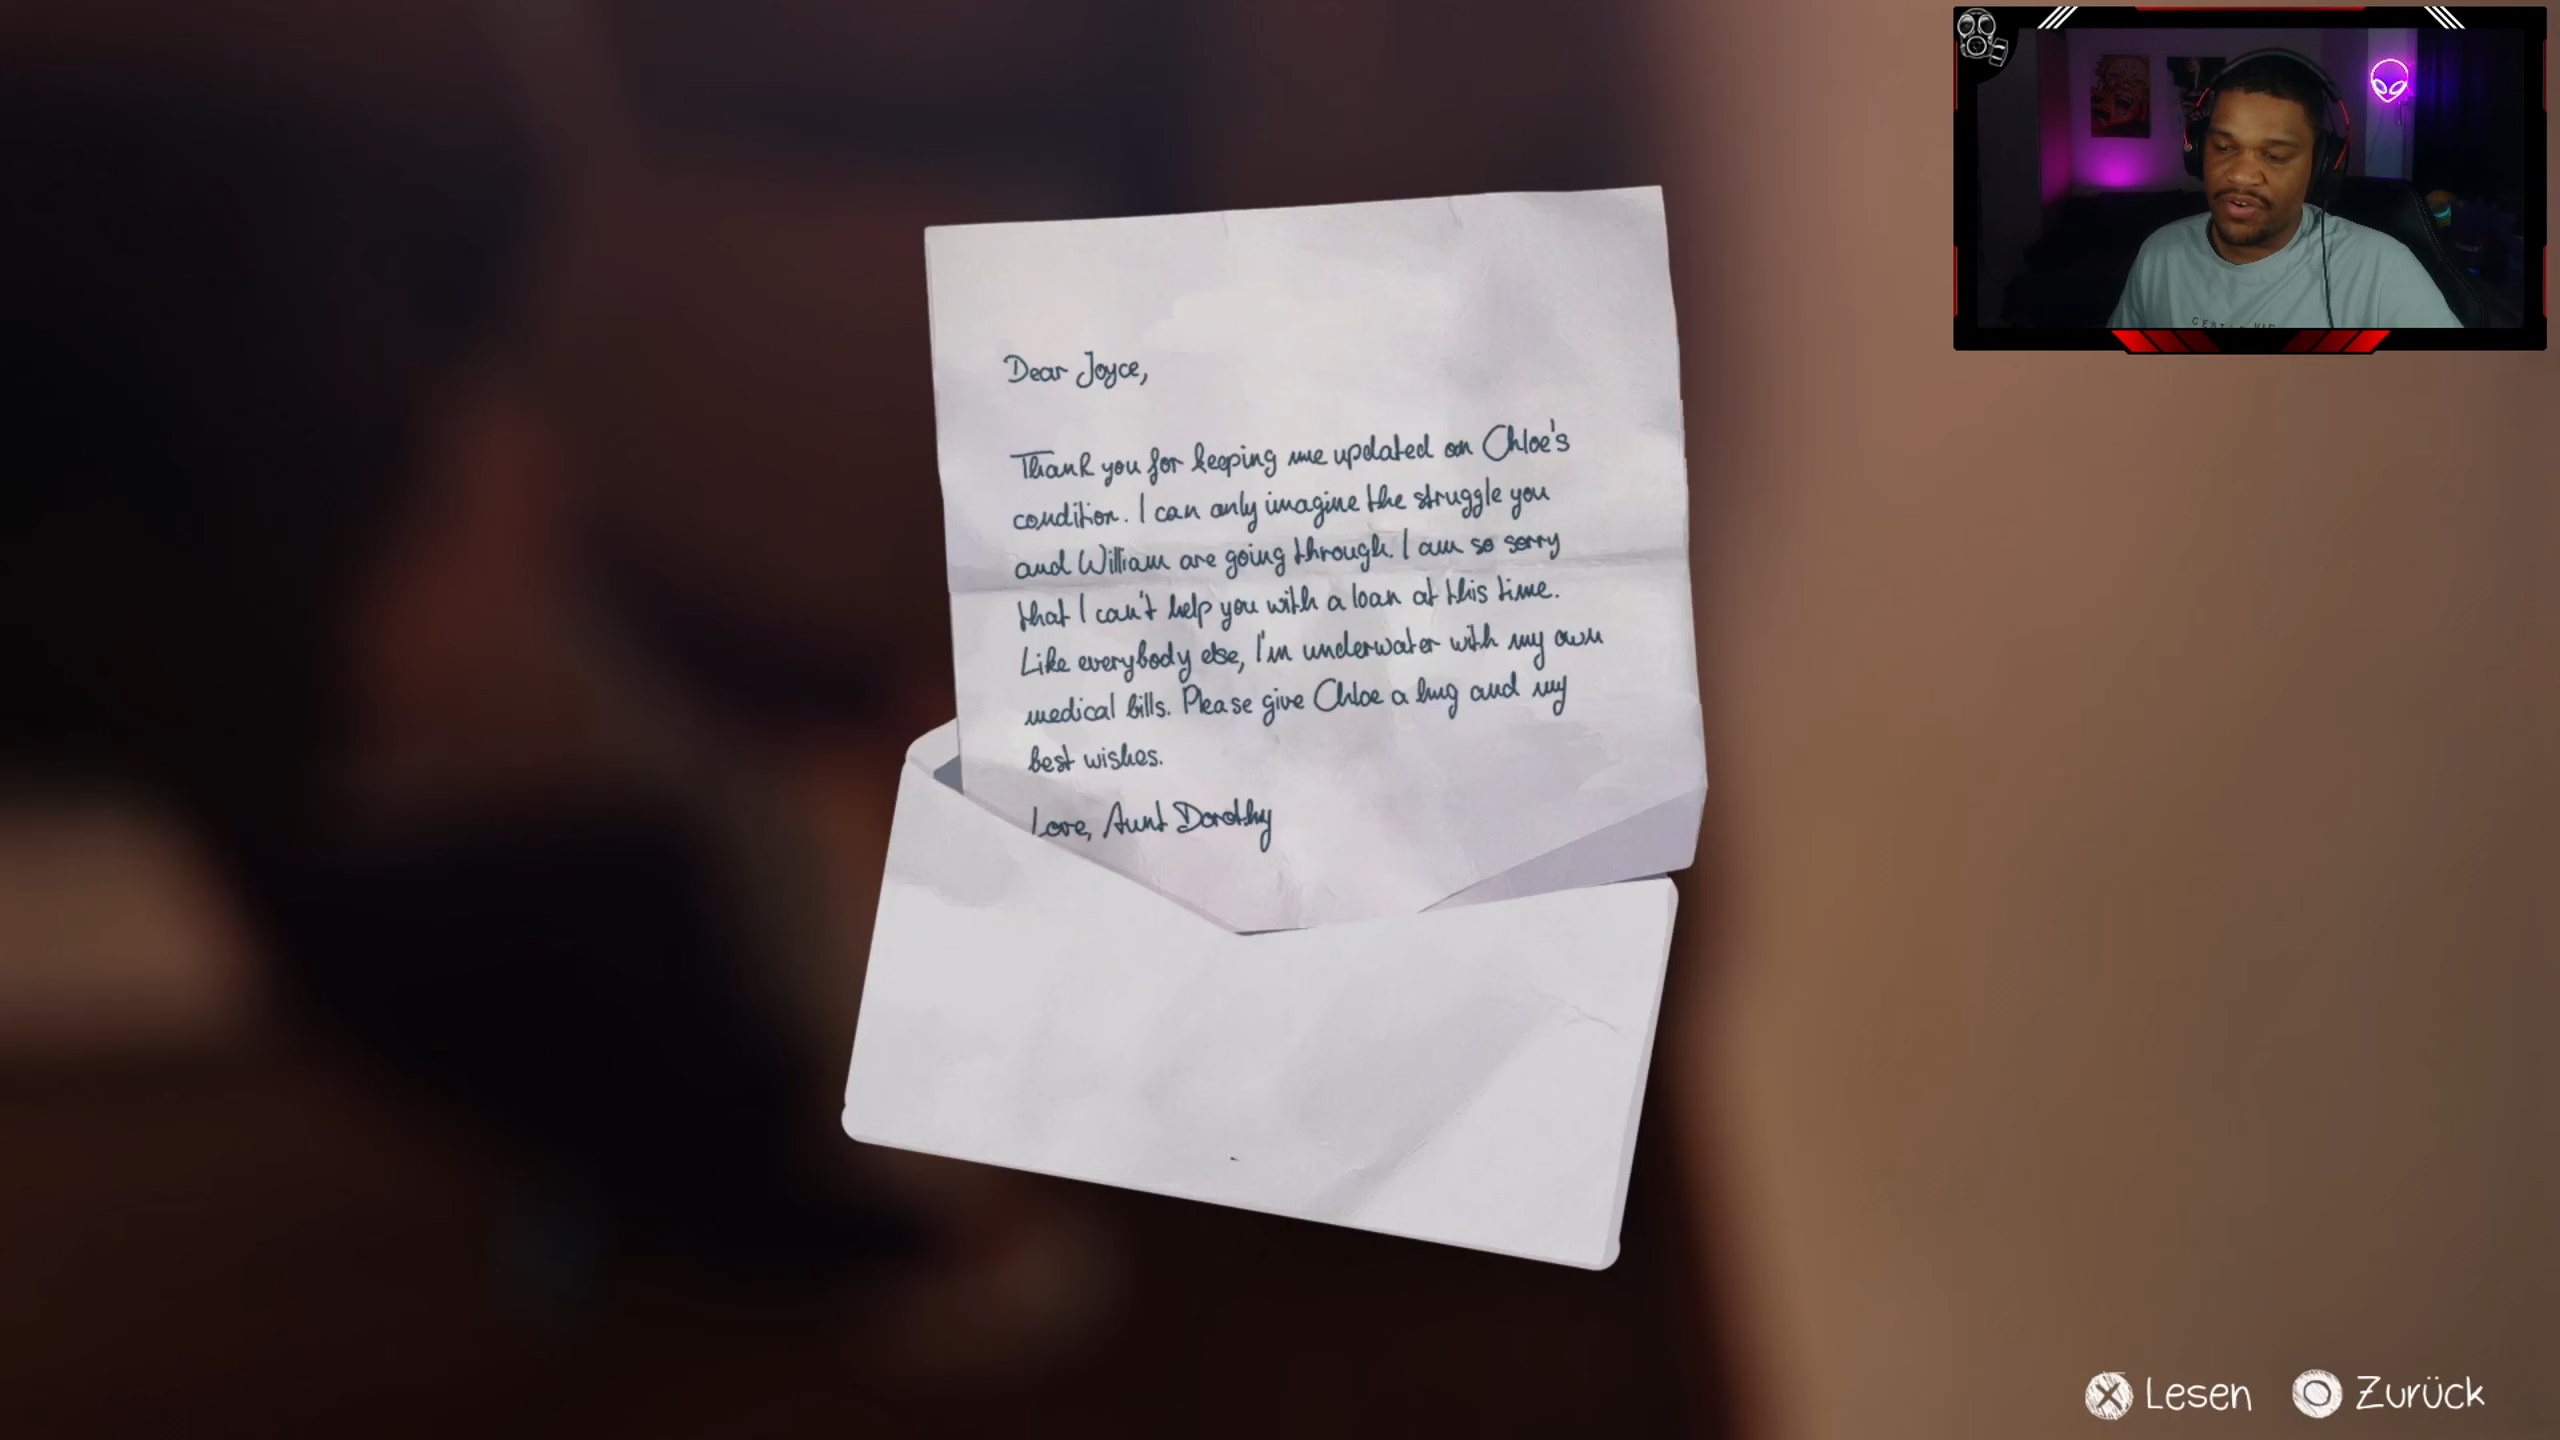 Dear Joyce,
Thank you for keeping me updated on Chloe's
condition. I can only imagine the struggle you
and William are going through. I am so sorry
that I can't help you with a loan at this time.
Like everybody else, I'm underwater with my own
medical bills. Please give Chloe a hug and my
best wishes.
Love, Aunt Dorothy
Lesen Zurück